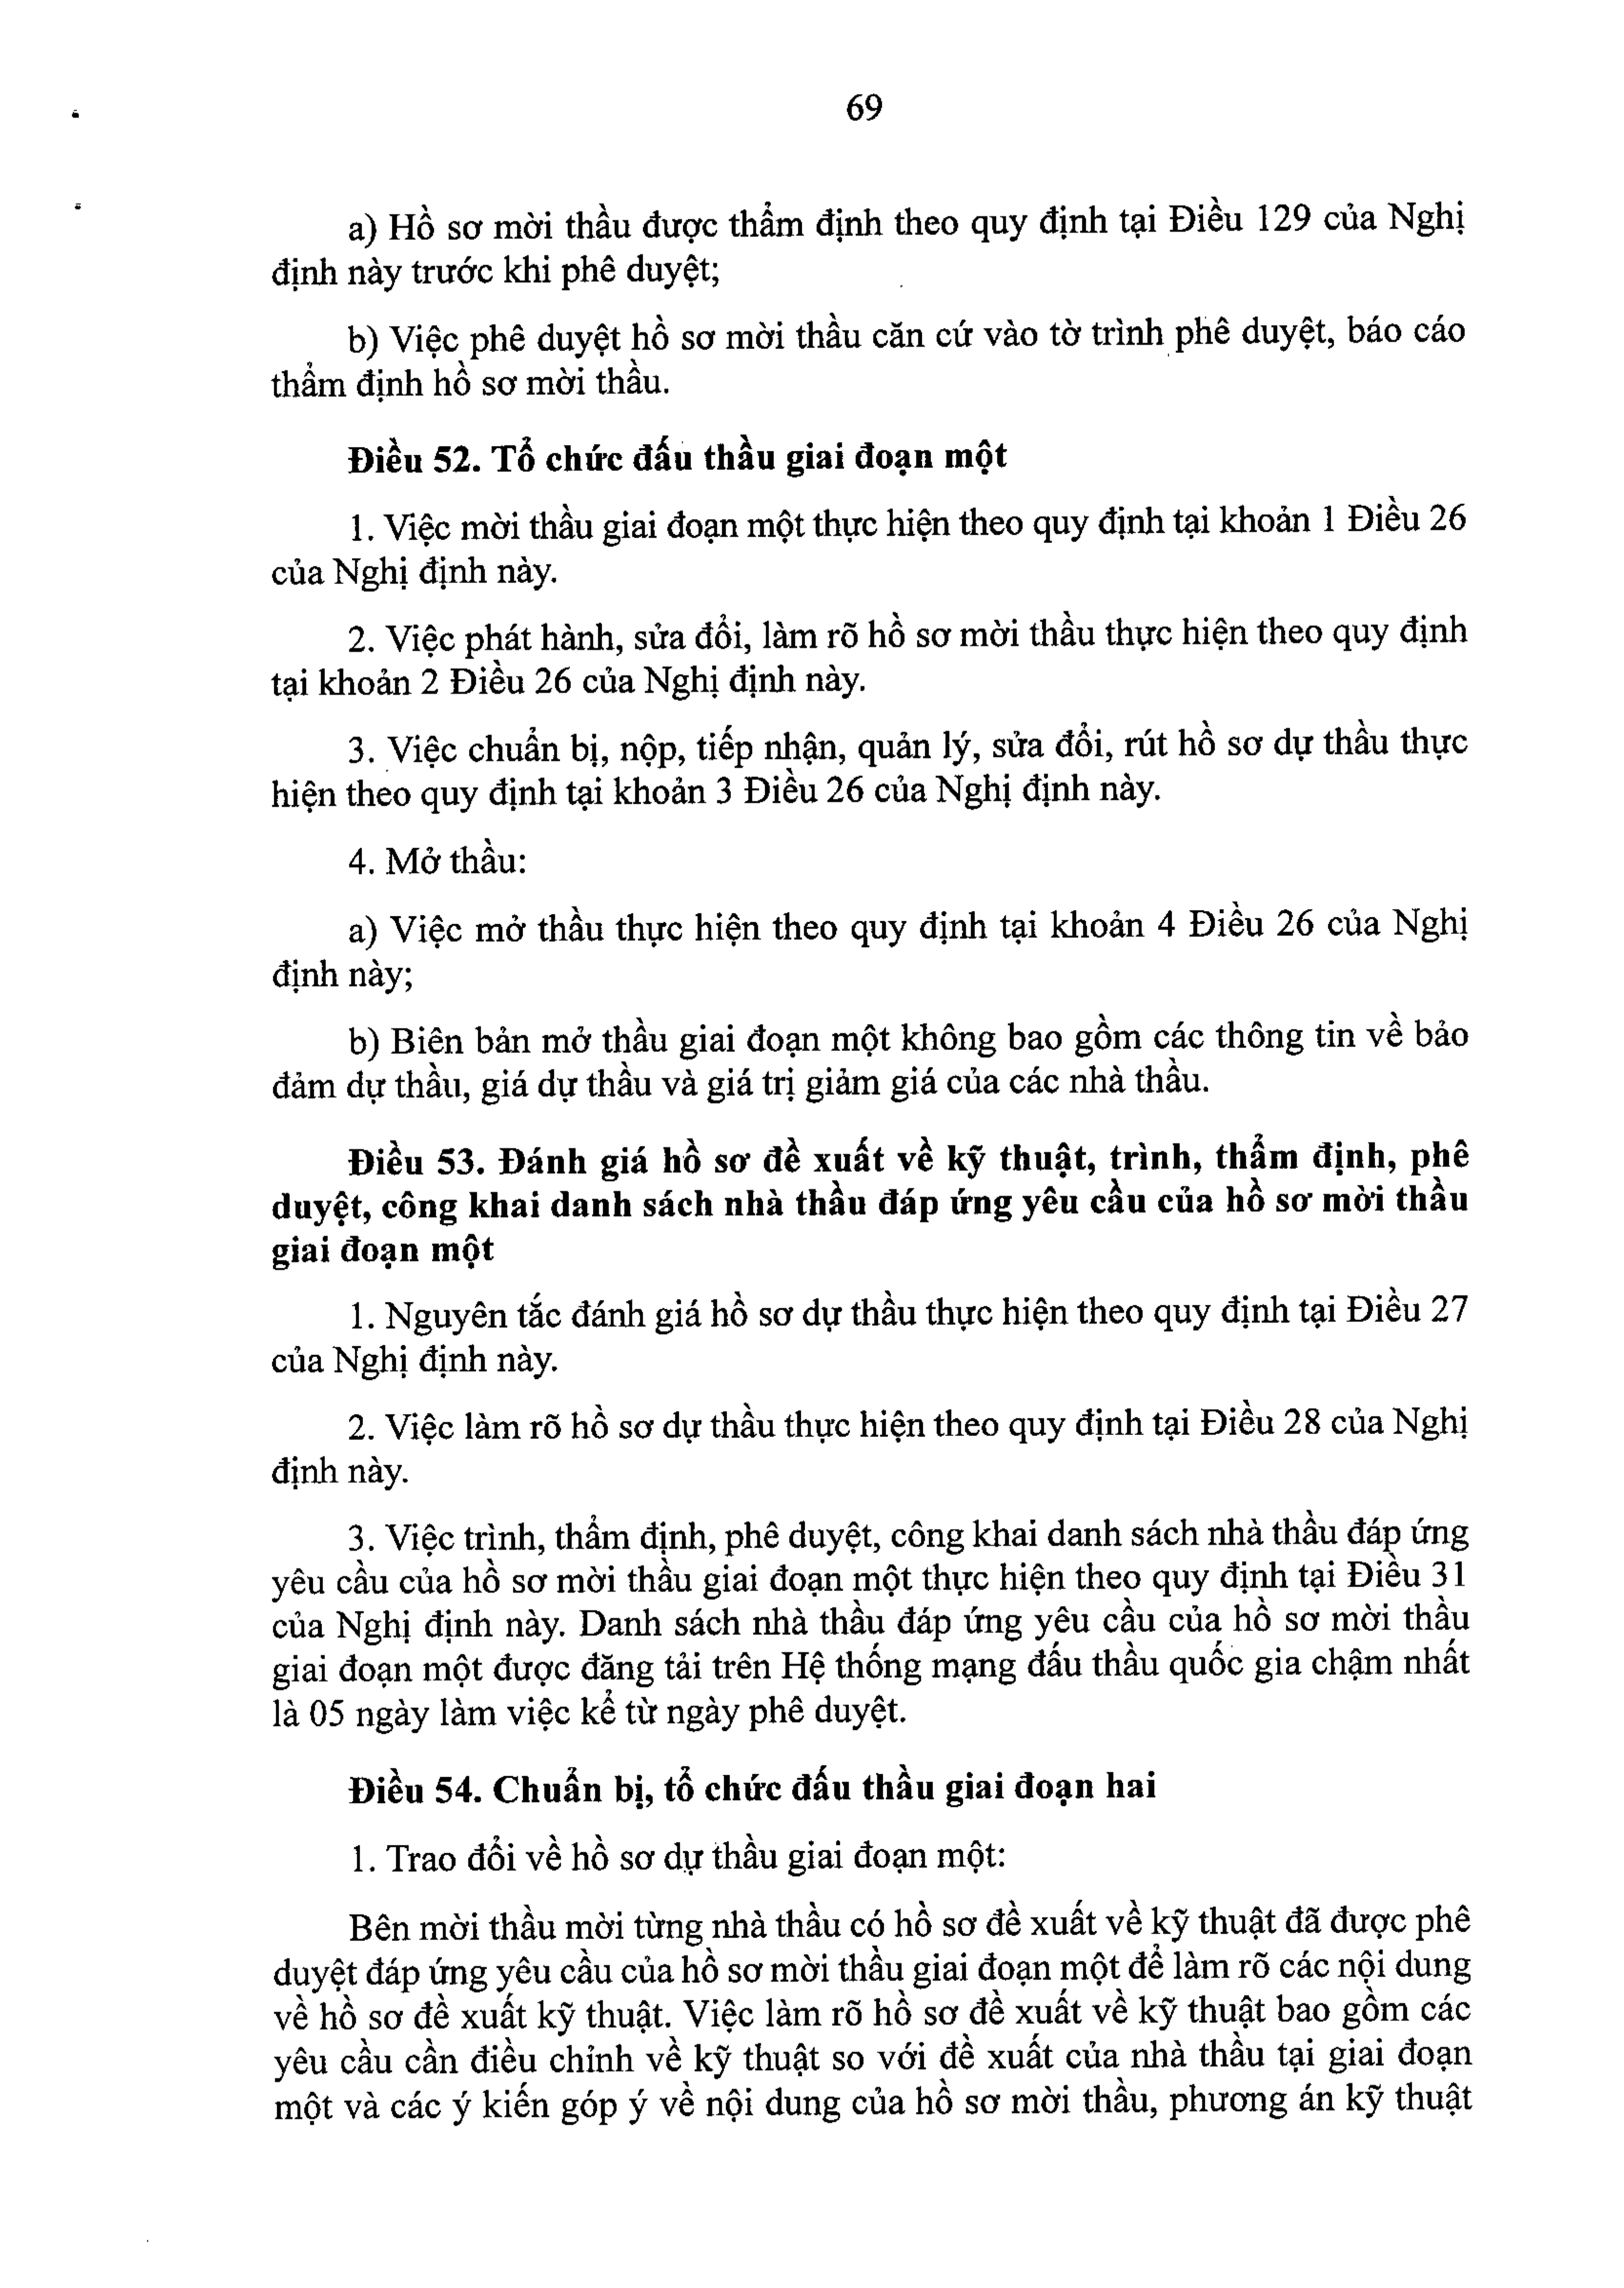 69
a) Hồ sơ mời thầu được thẩm định theo quy định tại Điều 129 của Nghị
định này trước khi phê duyệt;
b) Việc phê duyệt hồ sơ mời thầu căn cứ vào tờ trình phê duyệt, báo cáo
thẩm định hồ sơ mời thầu.
Điều 52. Tổ chức đấu thầu giai đoạn một
1. Việc mời thầu giai đoạn một thực hiện theo quy định tại khoản 1 Điều 26
của Nghị định này.
2. Việc phát hành, sửa đổi, làm rõ hồ sơ mời thầu thực hiện theo quy định
tại khoản 2 Điều 26 của Nghị định này.
3. Việc chuẩn bị, nộp, tiếp nhận, quản lý, sửa đổi, rút hồ sơ dự thầu thực
hiện theo quy định tại khoản 3 Điều 26 của Nghị định này.
4. Mở thầu:
a) Việc mở thầu thực hiện theo quy định tại khoản 4 Điều 26 của Nghị
định này;
b) Biên bản mở thầu giai đoạn một không bao gồm các thông tin về bảo
đảm dự thầu, giá dự thầu và giá trị giảm giá của các nhà thầu.
Điều 53. Đánh giá hồ sơ đề xuất về kỹ thuật, trình, thẩm định, phê
duyệt, công khai danh sách nhà thầu đáp ứng yêu cầu của hồ sơ mời thầu
giai đoạn một
1. Nguyên tắc đánh giá hồ sơ dự thầu thực hiện theo quy định tại Điều 27
của Nghị định này.
2. Việc làm rõ hồ sơ dự thầu thực hiện theo quy định tại Điều 28 của Nghị
định này.
3. Việc trình, thẩm định, phê duyệt, công khai danh sách nhà thầu đáp ứng
yêu cầu của hồ sơ mời thầu giai đoạn một thực hiện theo quy định tại Điều 31
của Nghị định này. Danh sách nhà thầu đáp ứng yêu cầu của hồ sơ mời thầu
giai đoạn một được đăng tải trên Hệ thống mạng đấu thầu quốc gia chậm nhất
là 05 ngày làm việc kể từ ngày phê duyệt.
Điều 54. Chuẩn bị, tổ chức đấu thầu giai đoạn hai
1. Trao đổi về hồ sơ dự thầu giai đoạn một:
Bên mời thầu mời từng nhà thầu có hồ sơ đề xuất về kỹ thuật đã được phê
duyệt đáp ứng yêu cầu của hồ sơ mời thầu giai đoạn một để làm rõ các nội dung
về hồ sơ đề xuất kỹ thuật. Việc làm rõ hồ sơ đề xuất về kỹ thuật bao gồm các
yêu cầu cần điều chỉnh về kỹ thuật so với đề xuất của nhà thầu tại giai đoạn
một và các ý kiến góp ý về nội dung của hồ sơ mời thầu, phương án kỹ thuật